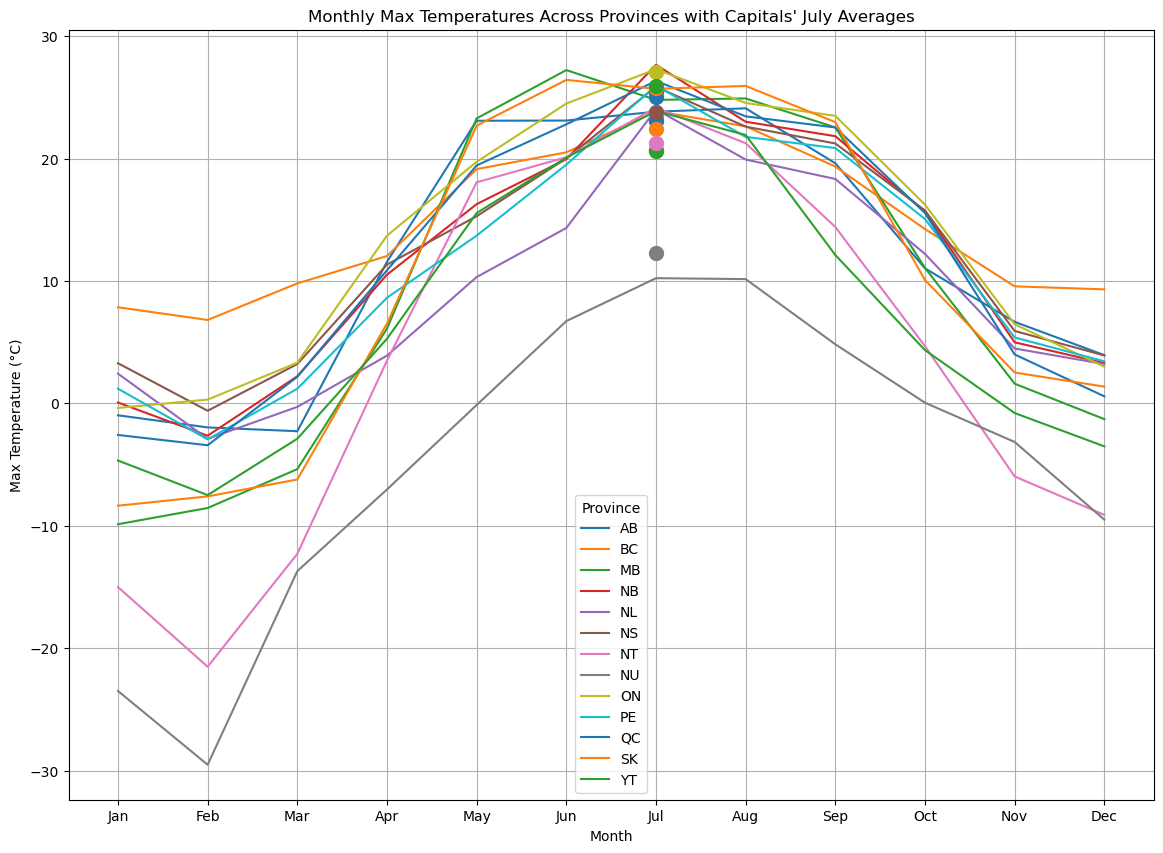 Monthly Max Temperatures Across Provinces with Capitals' July Averages
Max Temperature (°C)
30
20
10
0
−10
−20
−30
Province
AB
BC
MB
NB
NL
NS
NT
NU
ON
PE
QC
SK
YT
Jan Feb Mar Apr May Jun Jul Aug Sep Oct Nov Dec
Month